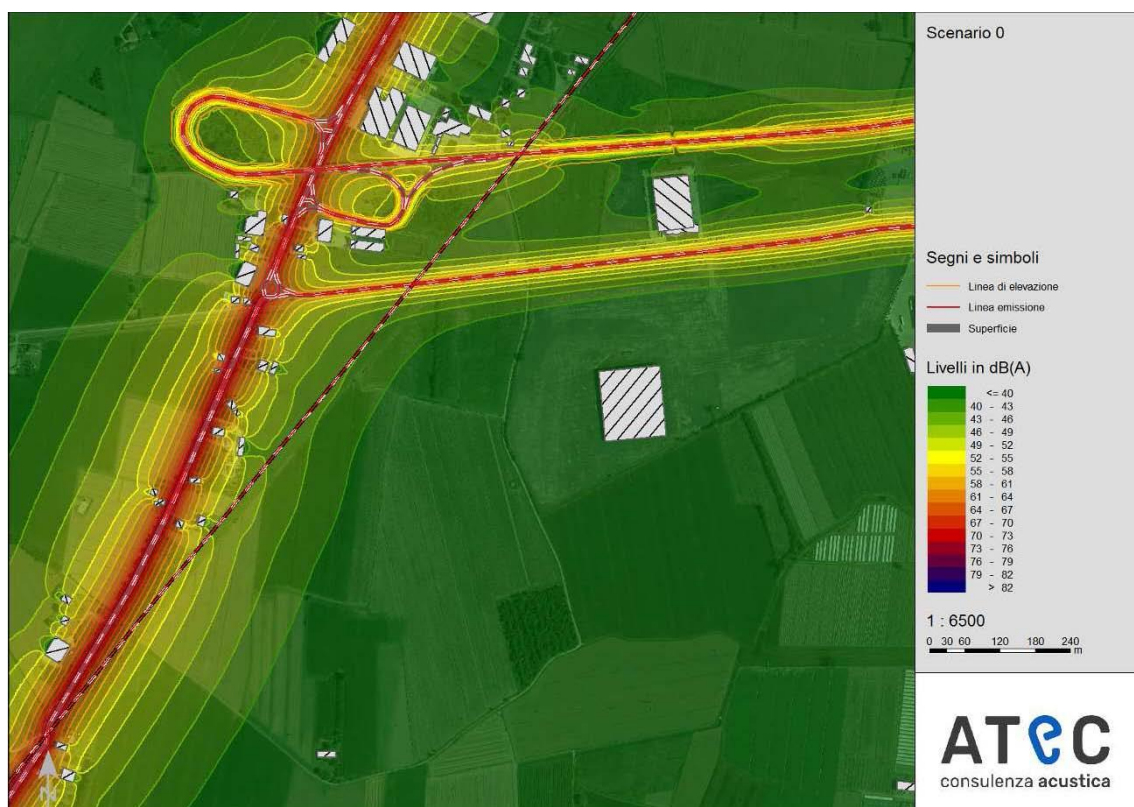 Scenario 0
Segni e simboli
Linea di elevazione
Linea emissione
Superficie
Livelli in dB(A)
<= 40
40 - 43
43 - 46
46 - 49
49 - 52
52 - 55
55 - 58
58 - 61
61 - 64
64 - 67
67 - 70
70 - 73
73 - 76
76 - 79
79 - 82
> 82
1 : 6500
0 30 60 120 180 240
m
ATeC
consulenza acustica